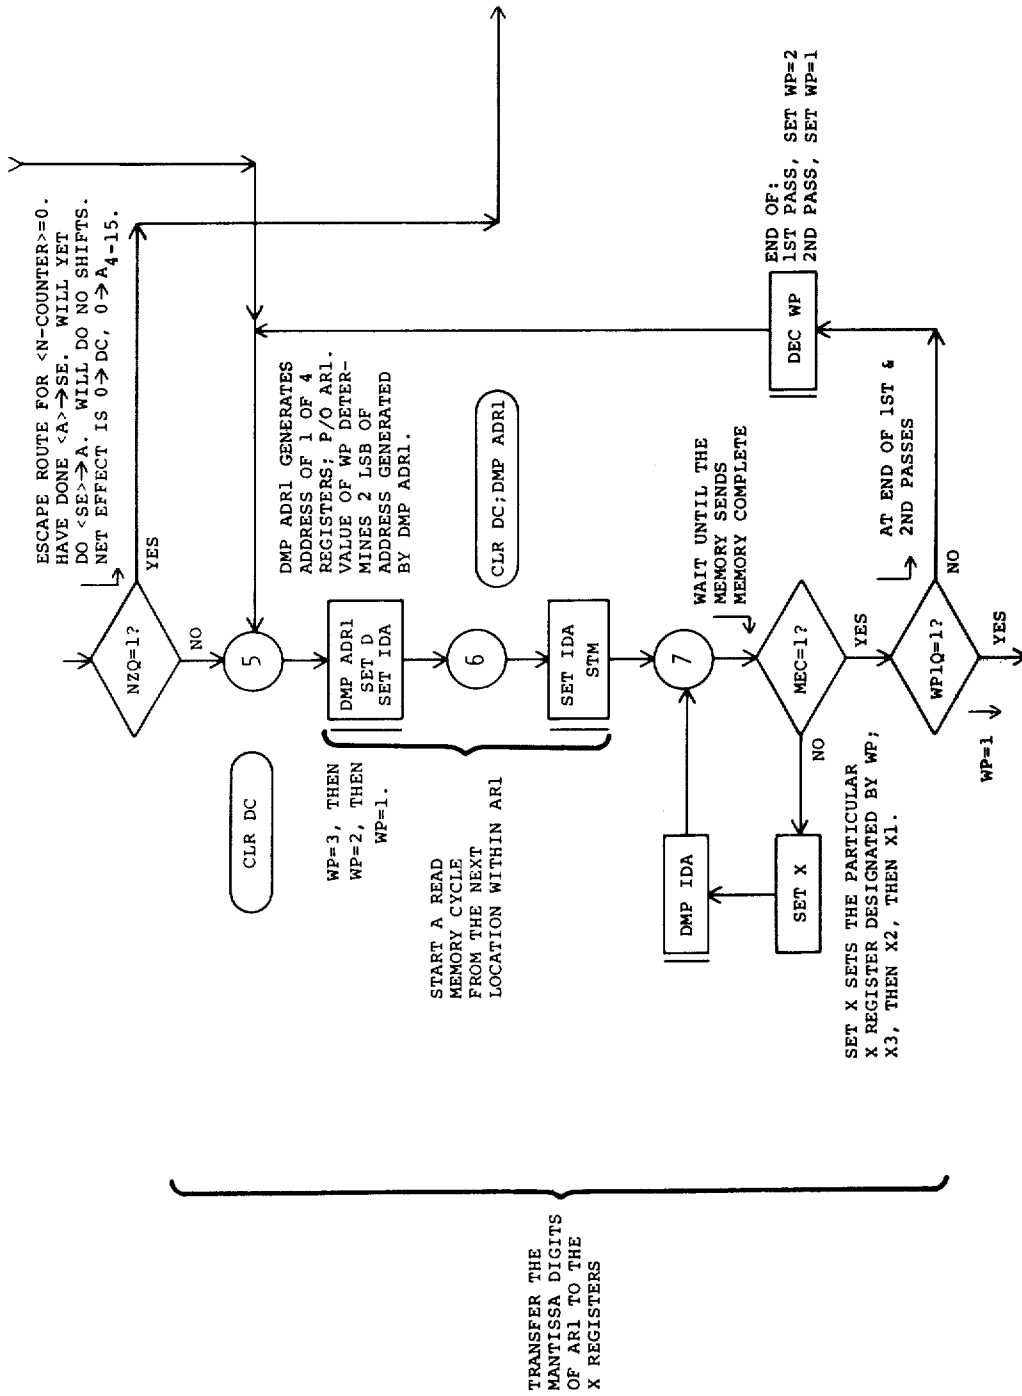 ESCAPE ROUTE FOR <N-COUNTER>=0.
HAVE DONE <A>→SE. WILL YET
DO <SE>→A. WILL DO NO SHIFTS.
NET EFFECT IS 0→DC, 0→A4-15.
NZQ=1?
YES
NO
CLR DC
5
DMP ADR1 GENERATES
ADDRESS OF 1 OF 4
REGISTERS; P/O AR1.
VALUE OF WP DETER-
MINES 2 LSB OF
ADDRESS GENERATED
BY DMP ADR1.
WP=3, THEN
WP=2, THEN
WP=1.
DMP ADR1
SET D
SET IDA
START A READ
MEMORY CYCLE
FROM THE NEXT
LOCATION WITHIN AR1
6
CLR DC;DMP ADR1
SET IDA
STM
TRANSFER THE
MANTISSA DIGITS
OF AR1 TO THE
X REGISTERS
7
WAIT UNTIL THE
MEMORY SENDS
MEMORY COMPLETE
DMP IDA
MEC=1?
NO
YES
SET X
DEC WP
END OF:
1ST PASS, SET WP=2
2ND PASS, SET WP=1
SET X SETS THE PARTICULAR
X REGISTER DESIGNATED BY WP;
X3, THEN X2, THEN X1.
AT END OF 1ST &
2ND PASSES
WP1Q=1?
NO
YES
WP=1